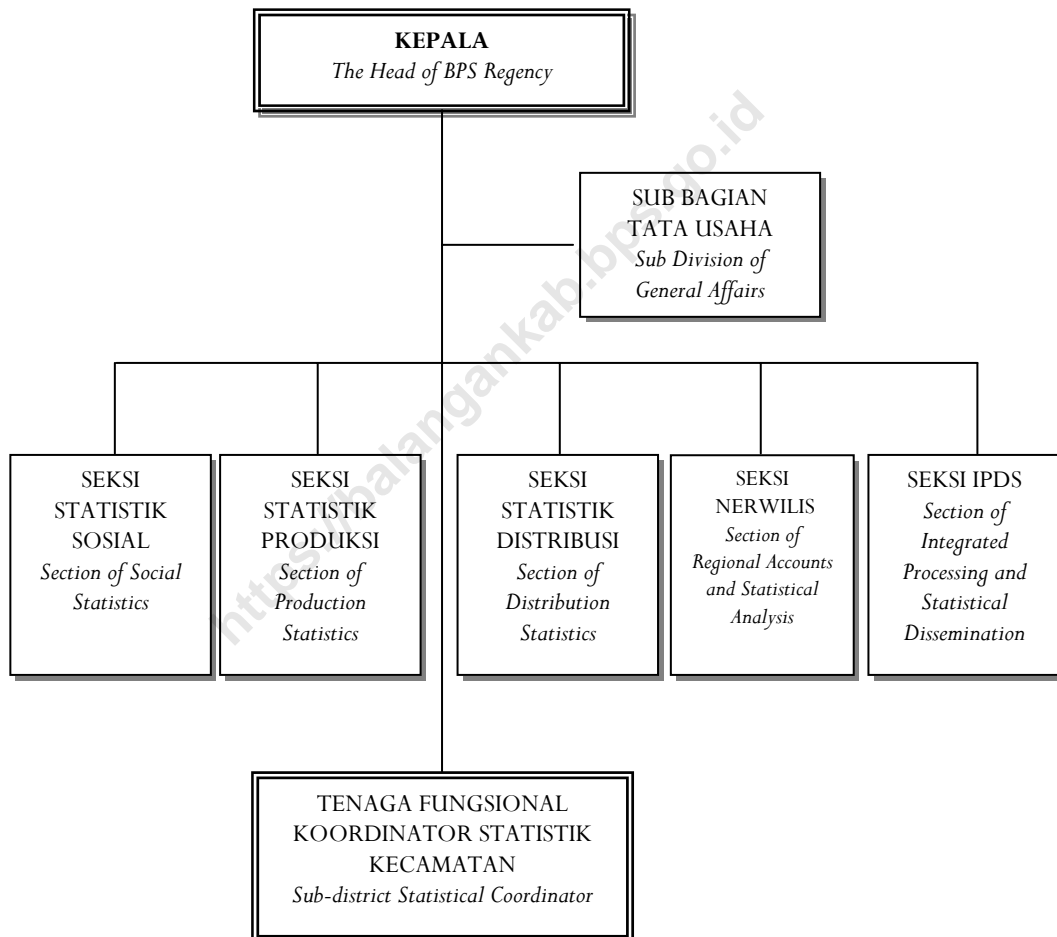 KEPALA
The Head of BPS Regency
SUB BAGIAN
TATA USAHA
Sub Division of
General Affairs
SEKSI
STATISTIK
SOSIAL
Section of Social
Statistics
SEKSI
STATISTIK
PRODUKSI
Section of
Production
Statistics
SEKSI
STATISTIK
DISTRIBUSI
Section of
Distribution
Statistics
SEKSI
NERWILIS
Section of
Regional Accounts
and Statistical
Analysis
SEKSI IPDS
Section of
Integrated
Processing and
Statistical
Dissemination
TENAGA FUNGSIONAL
KOORDINATOR STATISTIK
KECAMATAN
Sub-district Statistical Coordinator
https://balangankab.bps.go.id